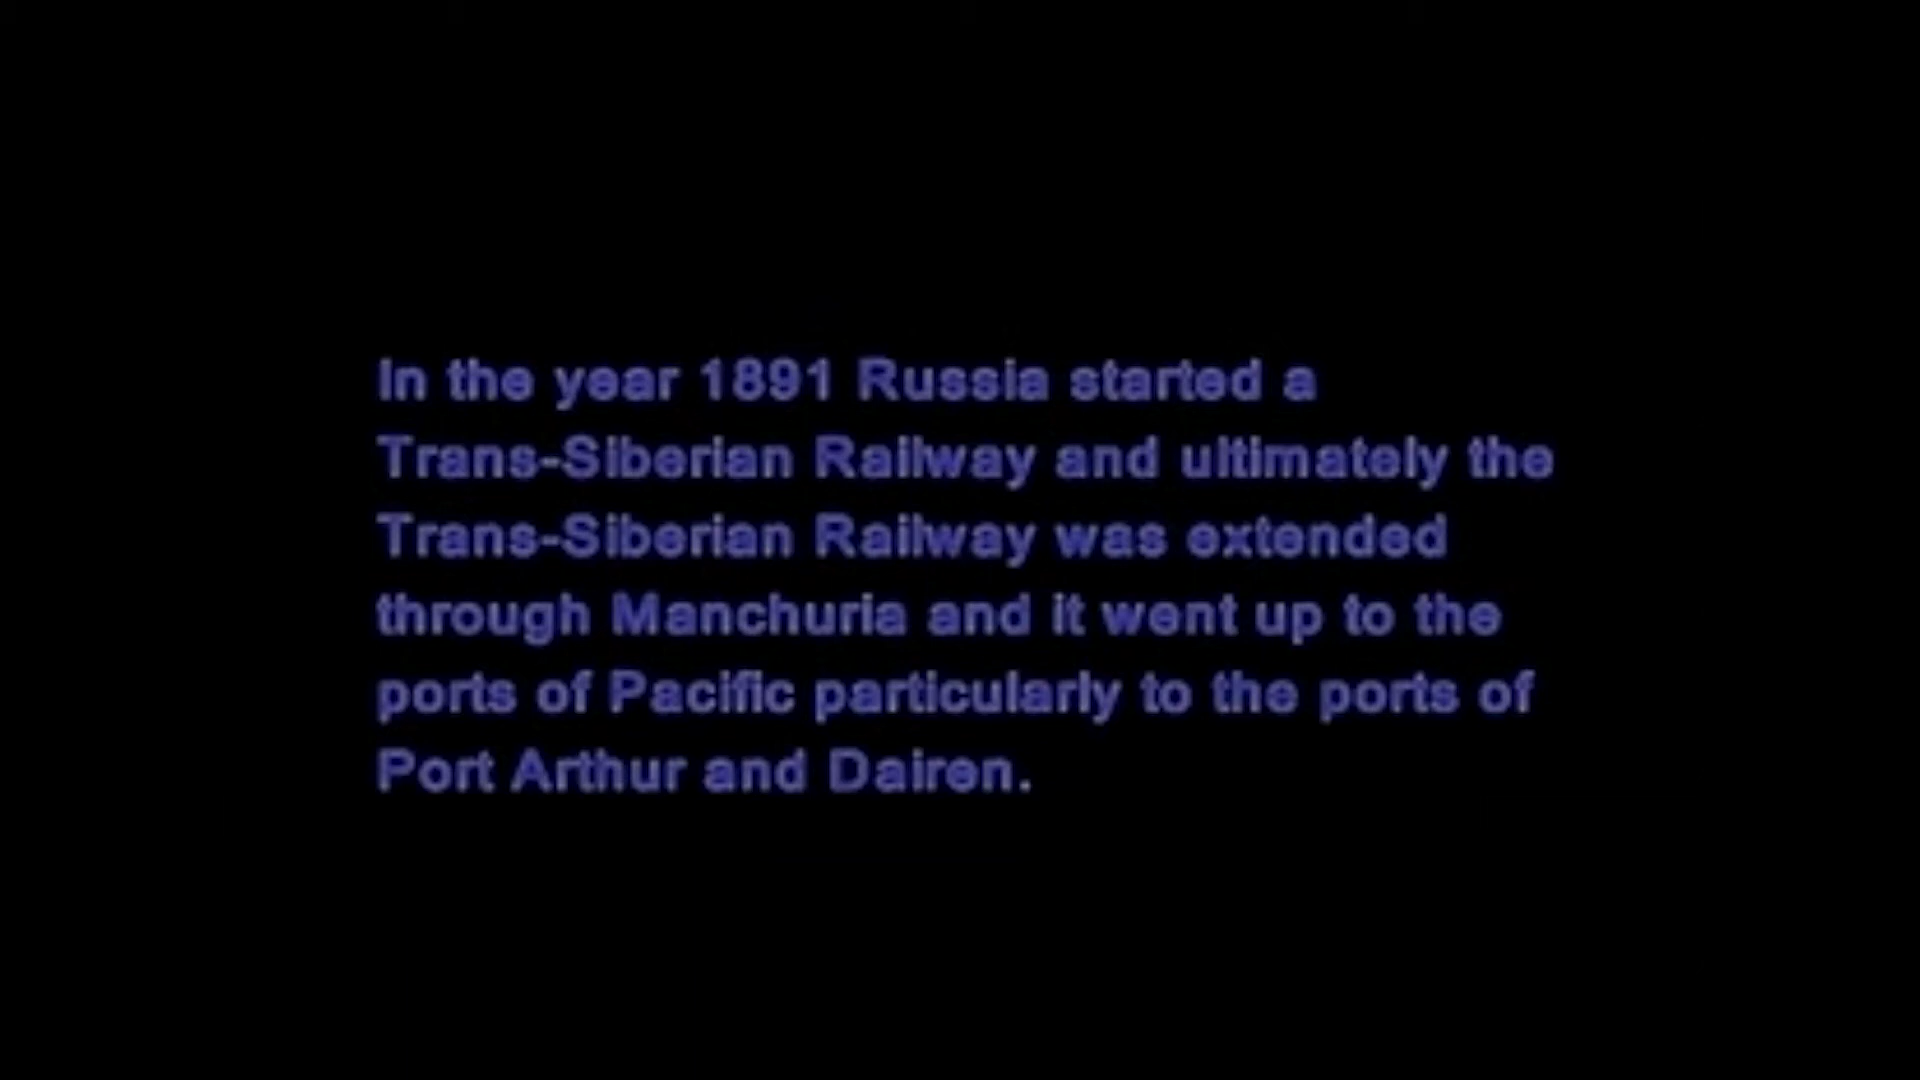 In the year 1891 Russia started a
Trans-Siberian Railway and ultimately the
Trans-Siberian Railway was extended
through Manchuria and it went up to the
ports of Pacific particularly to the ports of
Port Arthur and Dairen.